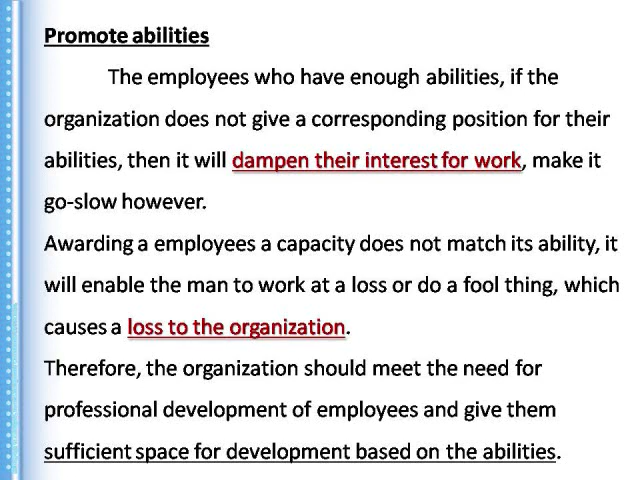 Promote abilities
The employees who have enough abilities, if the
organization does not give a corresponding position for their
abilities, then it will dampen their interest for work, make it
go-slow however.
Awarding a employees a capacity does not match its ability, it
will enable the man to work at a loss or do a fool thing, which
causes a loss to the organization.
Therefore, the organization should meet the need for
professional development of employees and give them
sufficient space for development based on the abilities.